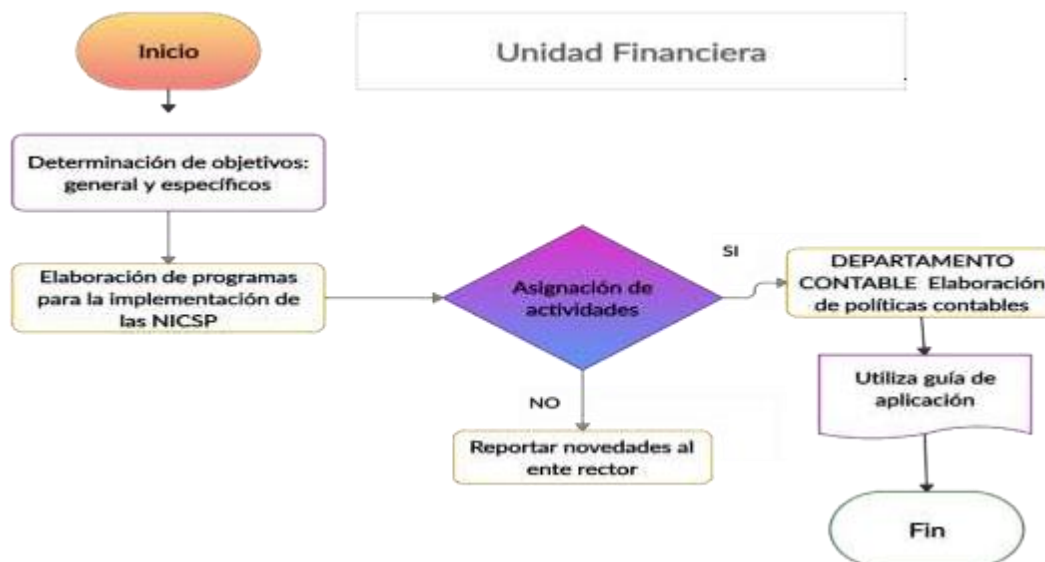 Inicio
Unidad Financiera
Determinación de objetivos:
general y específicos
Elaboración de programas
para la implementación de
las NICSP
Asignación de
actividades
SI
DEPARTAMENTO
CONTABLE Elaboración
de políticas contables
Utiliza guía de
aplicación
NO
Reportar novedades al
ente rector
Fin